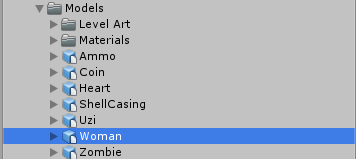 Models
Level Art
Materials
Ammo
Coin
Heart
ShellCasing
Uzi
Woman
Zombie